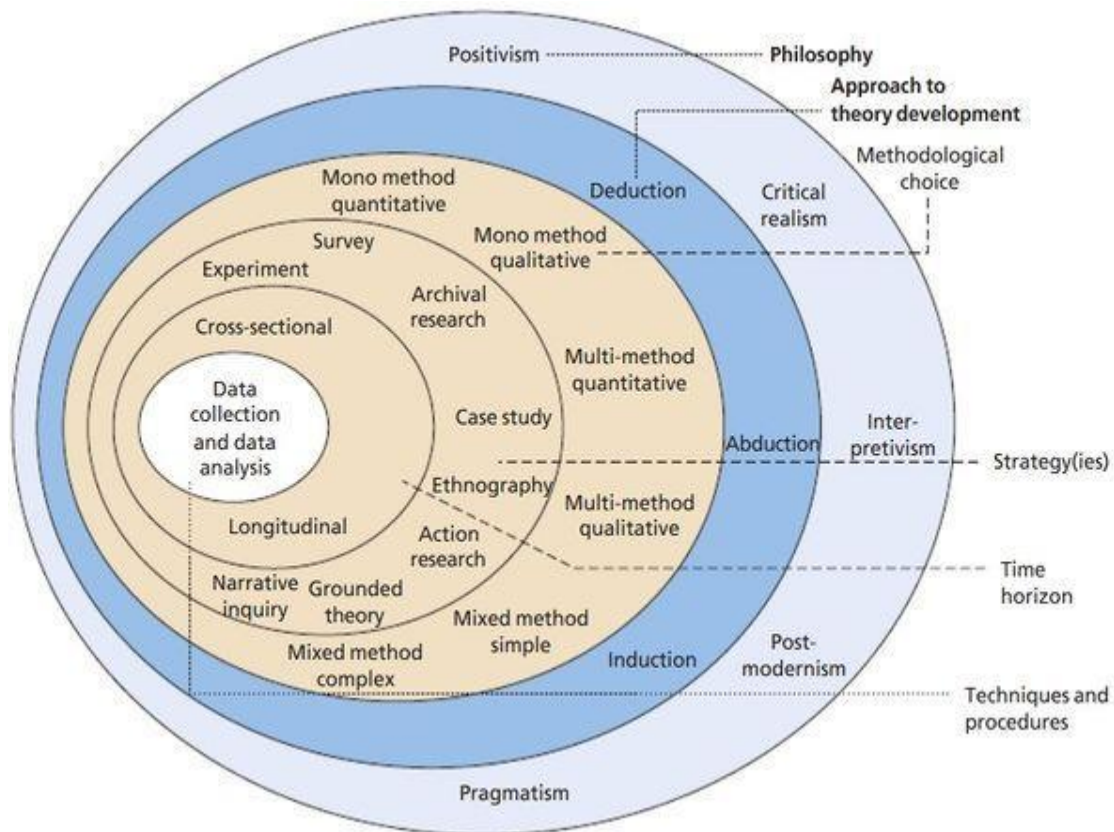 Positivism
Philosophy
Approach to
theory development
Methodological
choice
Mono method
quantitative
Deduction
Critical
realism
Mono method
qualitative
Survey
Experiment
Archival
research
Cross-sectional
Multi-method
quantitative
Data
collection
and data
analysis
Case study
Inter-
pretivism
Abduction
Strategy(ies)
Ethnography
Multi-method
qualitative
Longitudinal
Action
research
Time
horizon
Narrative
inquiry
Grounded
theory
Mixed method
simple
Mixed method
complex
Induction
Post-
modernism
Techniques and
procedures
Pragmatism